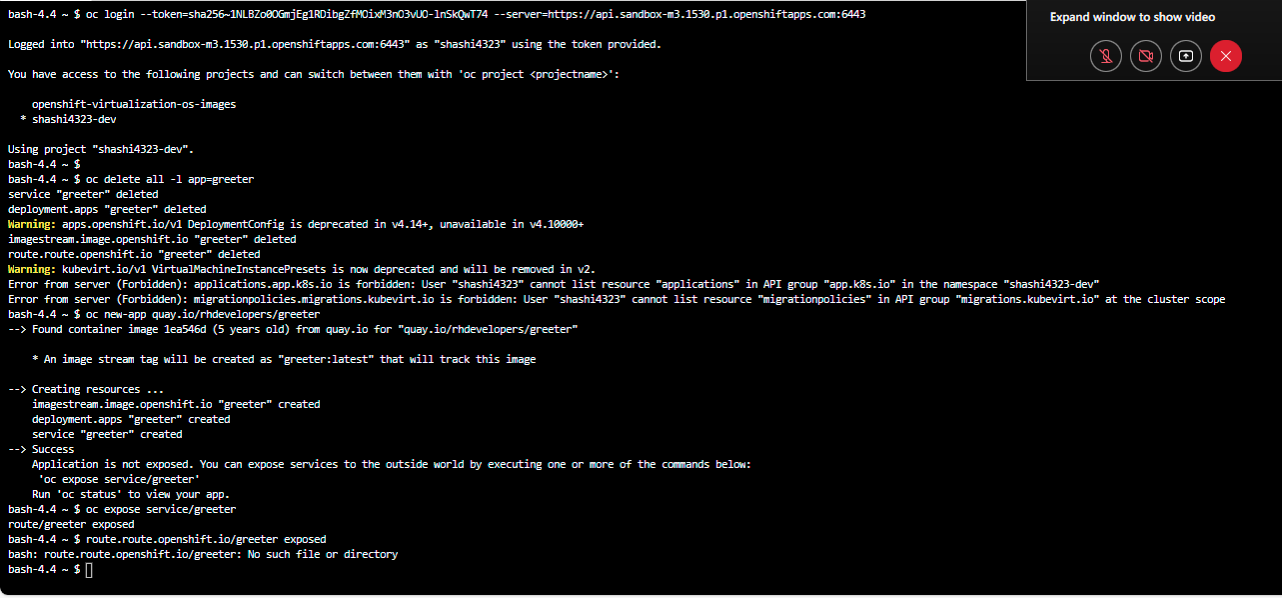 bash-4.4 ~ $ oc login --token=sha256~1NLBZo0OGmjEg1RDibgZfMOixM3nO3vUO-lnSkQwT74 --server=https://api.sandbox-m3.1530.p1.openshiftapps.com:6443
Expand window to show video
Logged into "https://api.sandbox-m3.1530.p1.openshiftapps.com:6443" as "shashi4323" using the token provided.
You have access to the following projects and can switch between them with 'oc project <projectname>':
openshift-virtualization-os-images
* shashi4323-dev
Using project "shashi4323-dev".
bash-4.4 ~ $
bash-4.4 ~ $ oc delete all -l app=greeter
service "greeter" deleted
deployment.apps "greeter" deleted
Warning: apps.openshift.io/v1 DeploymentConfig is deprecated in v4.14+, unavailable in v4.10000+
imagestream.image.openshift.io "greeter" deleted
route.route.openshift.io "greeter" deleted
Warning: kubevirt.io/v1 VirtualMachineInstancePresets is now deprecated and will be removed in v2.
Error from server (Forbidden): applications.app.k8s.io is forbidden: User "shashi4323" cannot list resource "applications" in API group "app.k8s.io" in the namespace "shashi4323-dev"
Error from server (Forbidden): migrationpolicies.migrations.kubevirt.io is forbidden: User "shashi4323" cannot list resource "migrationpolicies" in API group "migrations.kubevirt.io" at the cluster scope
bash-4.4 ~ $ oc new-app quay.io/rhdevelopers/greeter
--> Found container image 1ea546d (5 years old) from quay.io for "quay.io/rhdevelopers/greeter"
* An image stream tag will be created as "greeter:latest" that will track this image
--> Creating resources ...
imagestream.image.openshift.io "greeter" created
deployment.apps "greeter" created
service "greeter" created
--> Success
Application is not exposed. You can expose services to the outside world by executing one or more of the commands below:
'oc expose service/greeter'
Run 'oc status' to view your app.
bash-4.4 ~ $ oc expose service/greeter
route/greeter exposed
bash-4.4 ~ $ route.route.openshift.io/greeter exposed
bash: route.route.openshift.io/greeter: No such file or directory
bash-4.4 ~ $